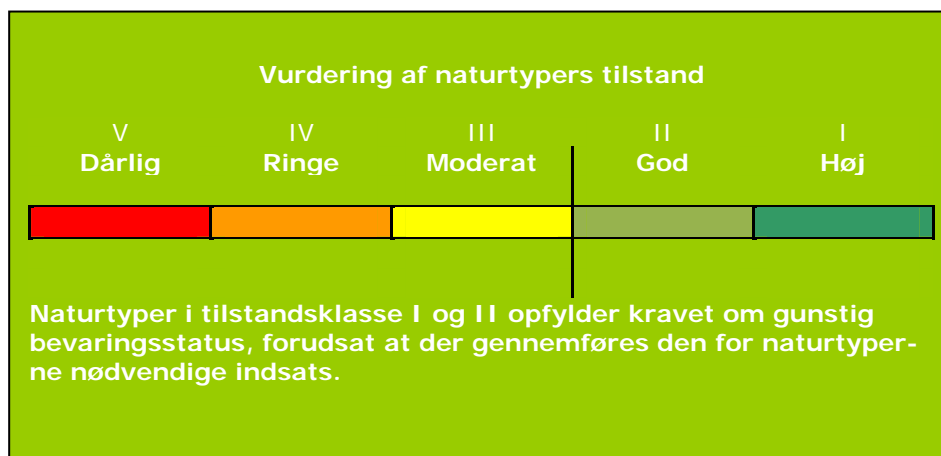 Vurdering af naturtypers tilstand
V IV III II I
Dårlig Ringe Moderat God Høj
Naturtyper i tilstandsklasse I og II opfylder kravet om gunstig
bevaringsstatus, forudsat at der gennemføres den for naturtyper-
ne nødvendige indsats.